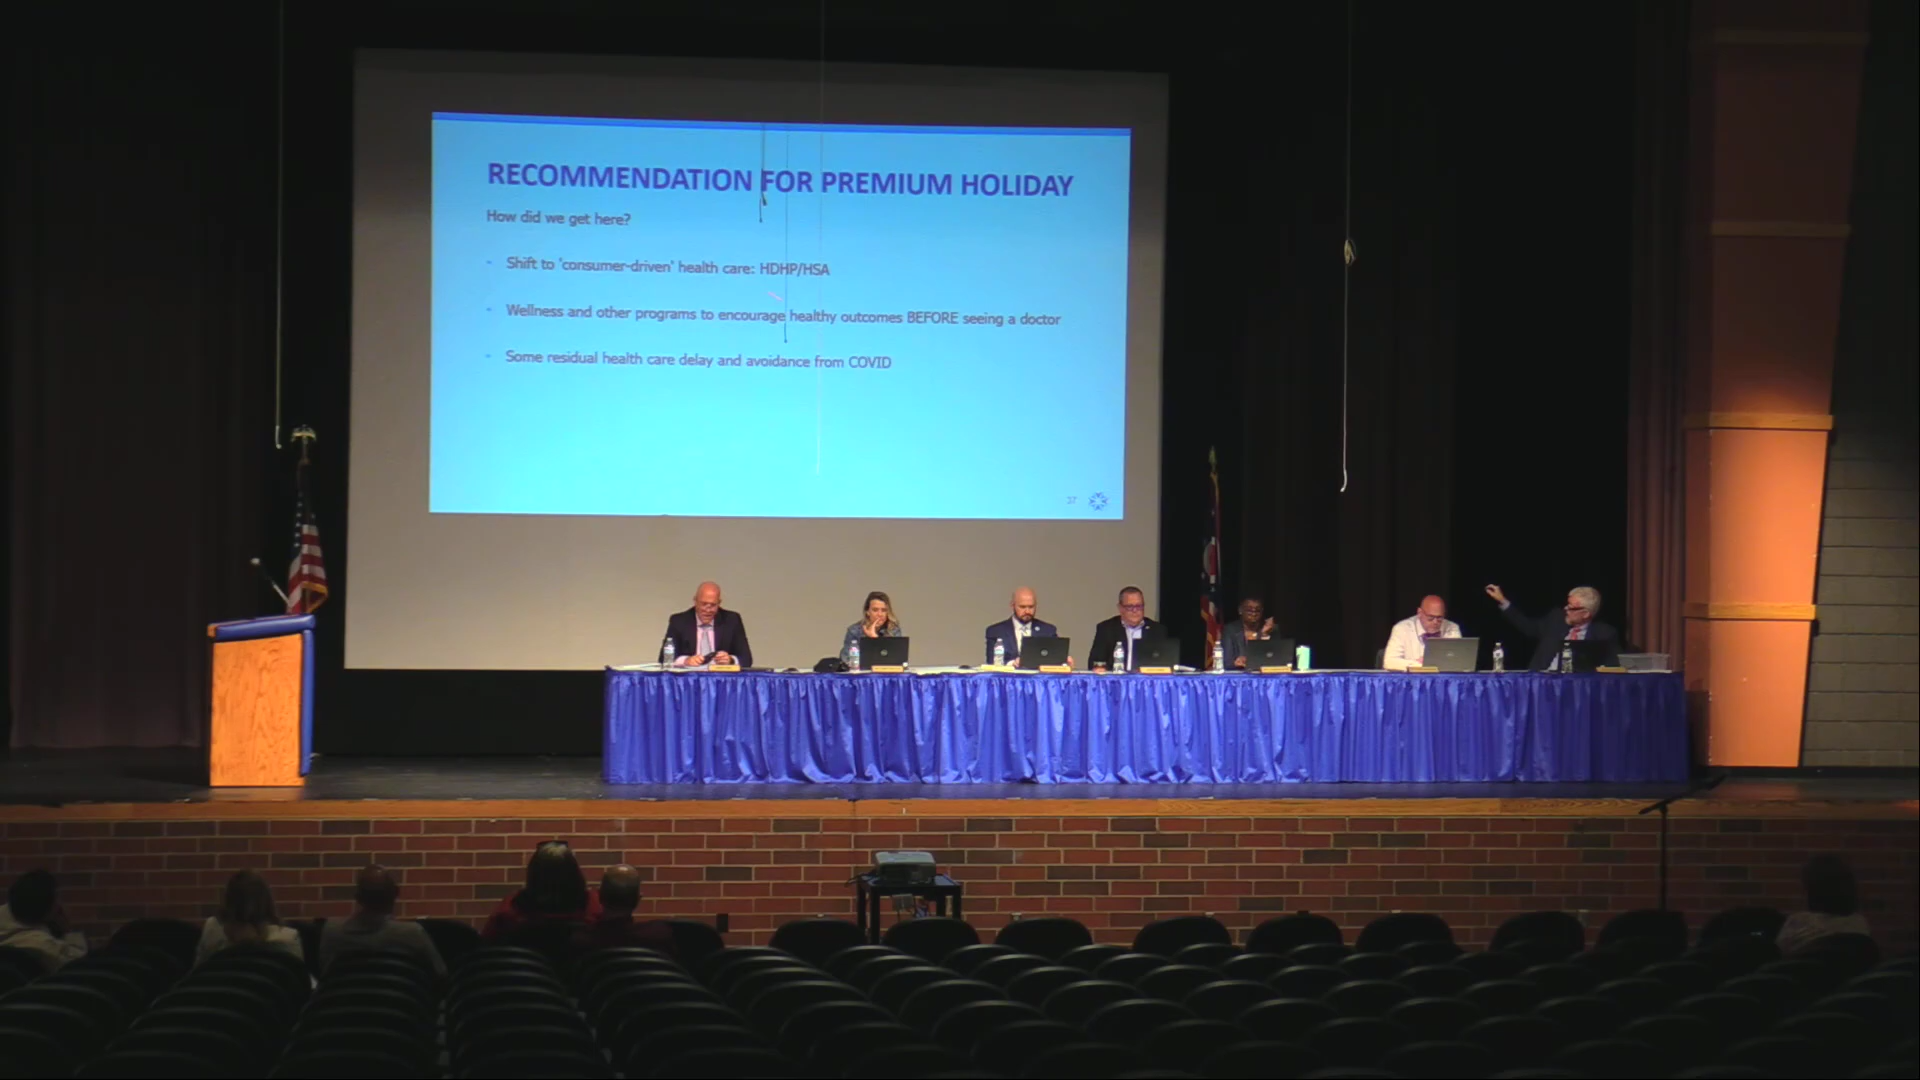 RECOMMENDATION FOR PREMIUM HOLIDAY
How did we get here?
- Shift to 'consumer-driven' health care: HDHP/HSA
- Wellness and other programs to encourage healthy outcomes BEFORE seeing a doctor
- Some residual health care delay and avoidance from COVID